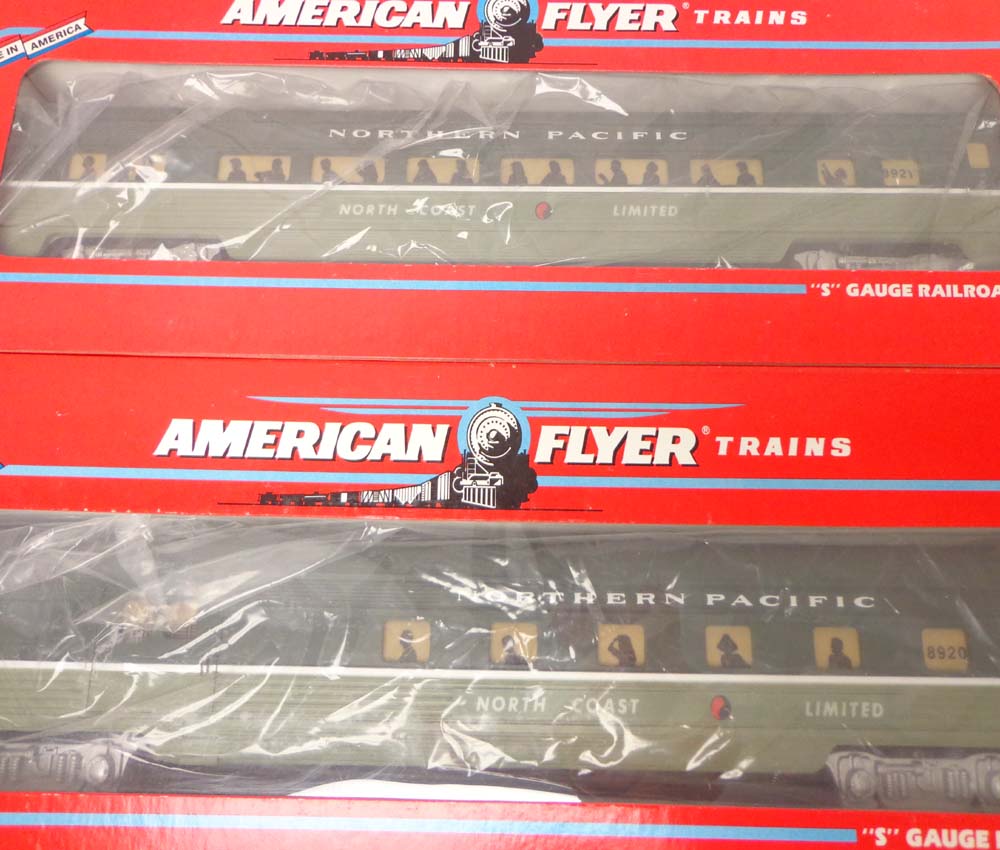 AMERICAN FLYER® TRAINS
IN AMERICA
NORTHERN PACIFIC
8921
NORTH COAST LIMITED
"S" GAUGE RAILROA
AMERICAN FLYER® TRAINS
NORTHERN PACIFIC
8920
NORTH COAST LIMITED
"S" GAUGE